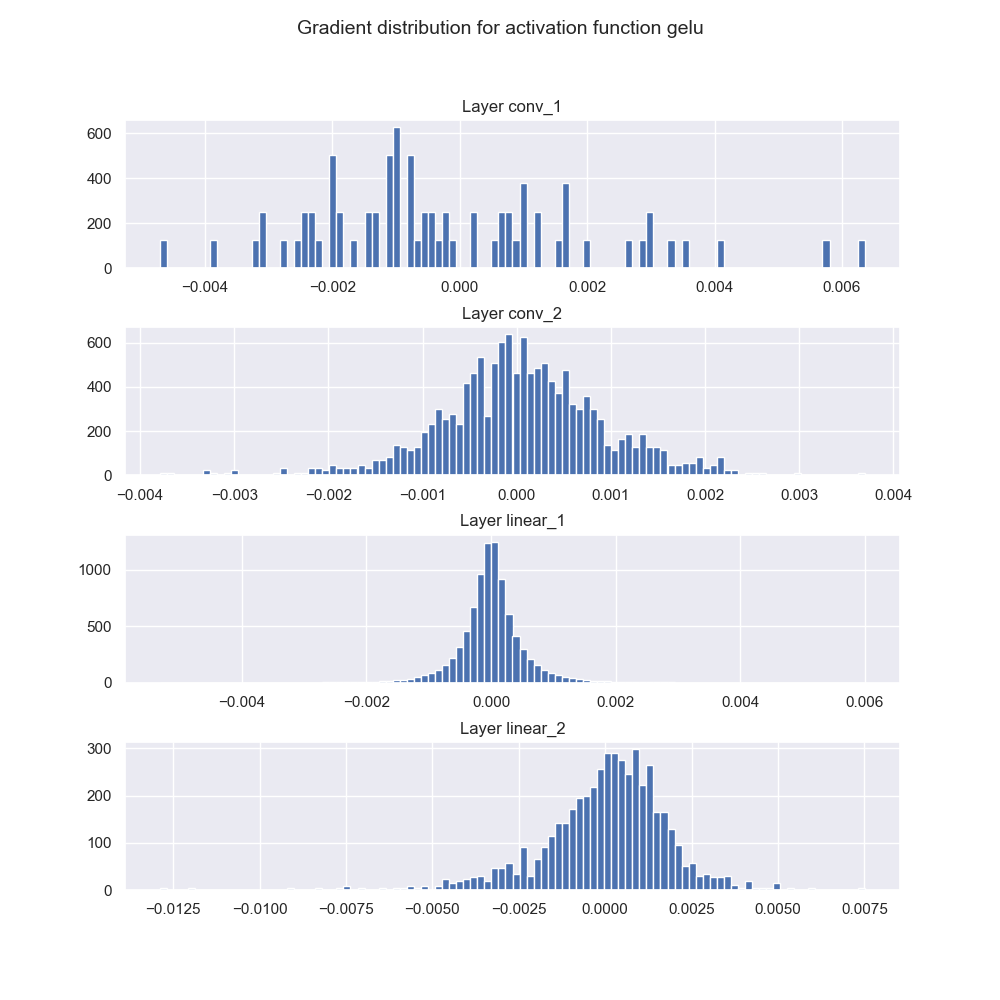 Gradient distribution for activation function gelu
Layer conv_1
600
400
200
0
−0.004 −0.002 0.000 0.002 0.004 0.006
Layer conv_2
600
400
200
0
−0.004 −0.003 −0.002 −0.001 0.000 0.001 0.002 0.003 0.004
Layer linear_1
1000
500
0
−0.004 −0.002 0.000 0.002 0.004 0.006
Layer linear_2
300
200
100
0
−0.0125 −0.0100 −0.0075 −0.0050 −0.0025 0.0000 0.0025 0.0050 0.0075